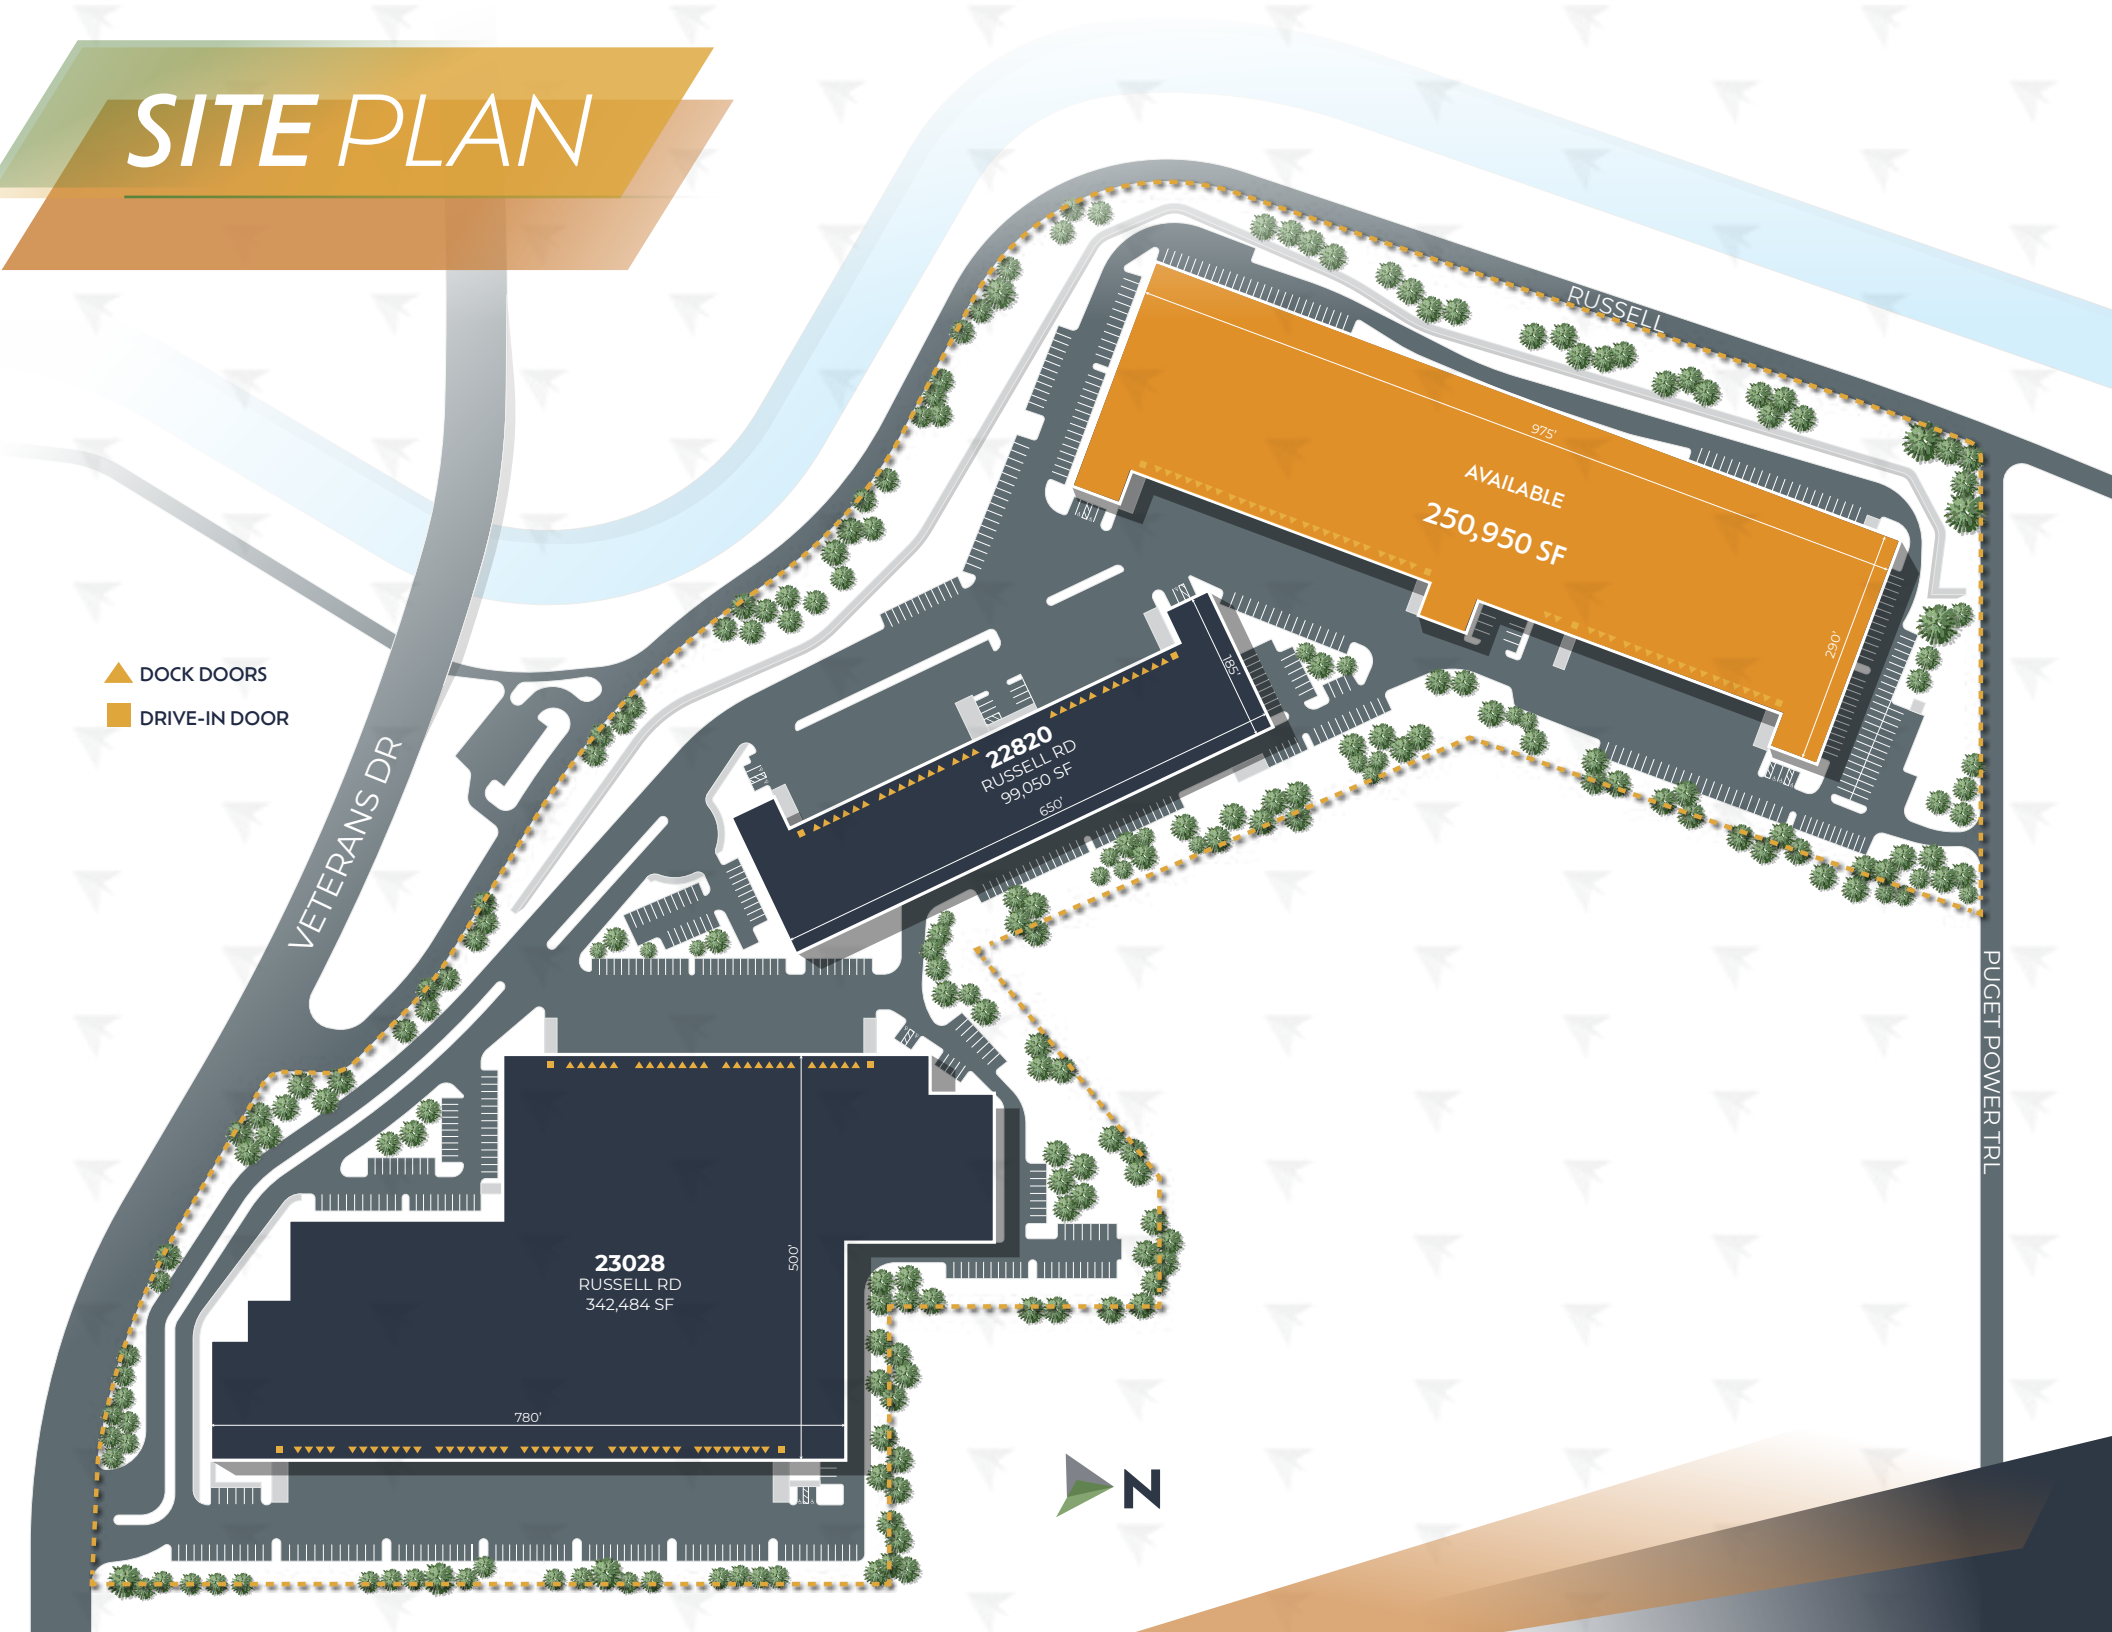 SITE PLAN
RUSSELL
975'
AVAILABLE
250,950 SF
290'
DOCK DOORS
DRIVE-IN DOOR
185'
22820
RUSSELL RD
99,050 SF
650'
VETERANS DR
PUGET POWER TRL
23028
RUSSELL RD
342,484 SF
500'
780'
N